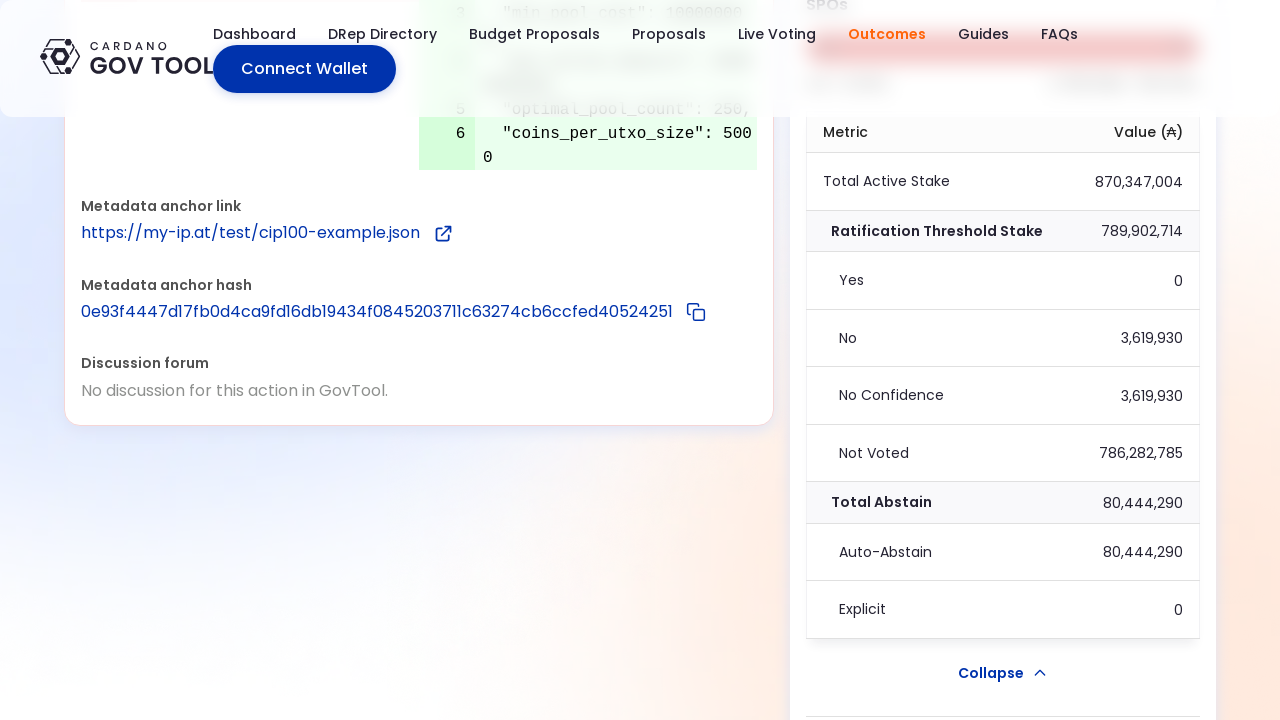 CARDANO
GOV TOOL
Dashboard
DRep Directory
Budget Proposals
Proposals
Live Voting
Outcomes
Guides
FAQs
Connect Wallet
3 "min_pool_cost": 10000000
SPOs
5 "optimal_pool_count": 250,
6 "coins_per_utxo_size": 500
0
Metadata anchor link
https://my-ip.at/test/cip100-example.json
Metadata anchor hash
0e93f4447d17fb0d4ca9fd16db19434f0845203711c63274cb6ccfed40524251
Discussion forum
No discussion for this action in GovTool.
Metric Value (₳)
Total Active Stake 870,347,004
Ratification Threshold Stake 789,902,714
Yes 0
No 3,619,930
No Confidence 3,619,930
Not Voted 786,282,785
Total Abstain 80,444,290
Auto-Abstain 80,444,290
Explicit 0
Collapse